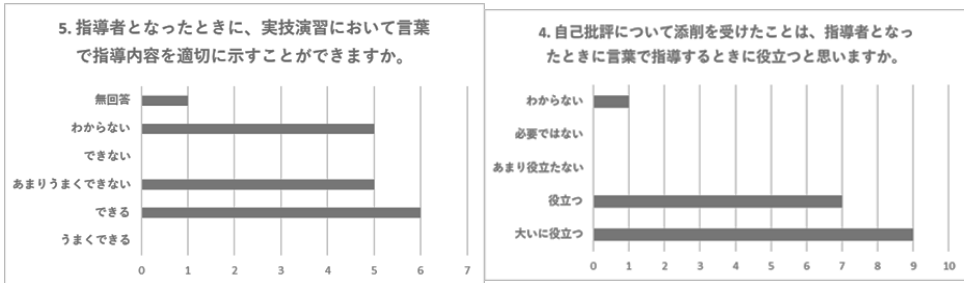 5. 指導者となったときに、実技演習において言葉
で指導内容を適切に示すことができますか。
無回答
わからない
できない
あまりうまくできない
できる
うまくできる
0 1 2 3 4 5 6 7
4. 自己批評について添削を受けたことは、指導者となっ
たときに言葉で指導するときに役立つと思いますか。
わからない
必要ではない
あまり役立たない
役立つ
大いに役立つ
0 1 2 3 4 5 6 7 8 9 10